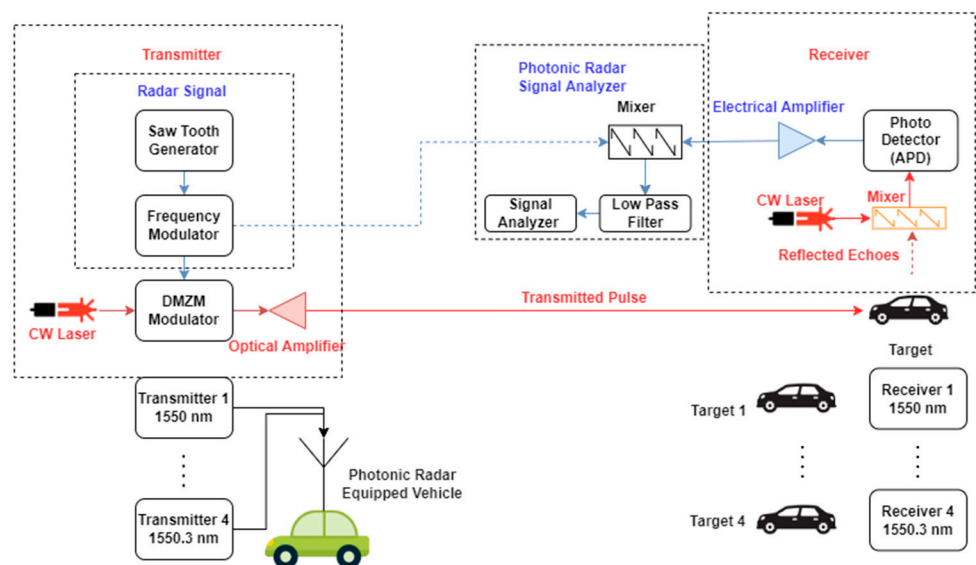 Transmitter
Radar Signal
Saw Tooth
Generator
Frequency
Modulator
DMZM
Modulator
CW Laser
Optical Amplifier
Transmitted Pulse
Photonic Radar
Signal Analyzer
Mixer
Signal
Analyzer
Low Pass
Filter
Receiver
Electrical Amplifier
Photo
Detector
(APD)
CW Laser
Mixer
Reflected Echoes
Target
Transmitter 1
1550 nm
Transmitter 4
1550.3 nm
Photonic Radar
Equipped Vehicle
Target 1
Receiver 1
1550 nm
Target 4
Receiver 4
1550.3 nm